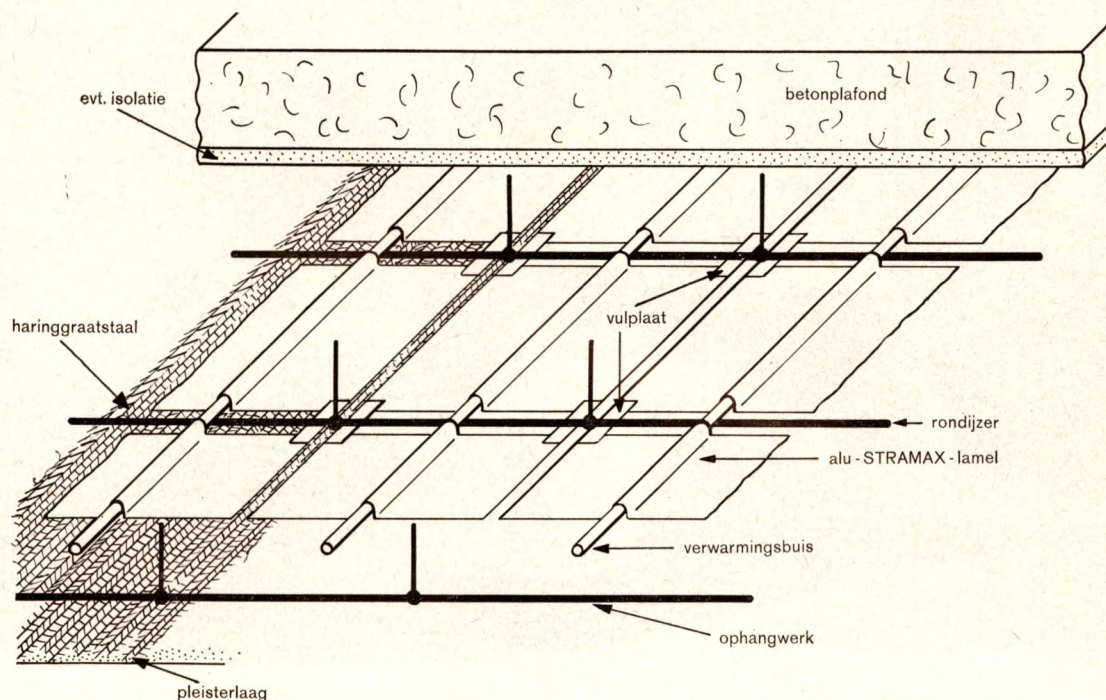 evt. isolatie
betonplafond
haringgraatstaal
vulplaat
rondijzer
alu - STRAMAX - lamel
verwarmingsbuis
ophangwerk
pleisterlaag